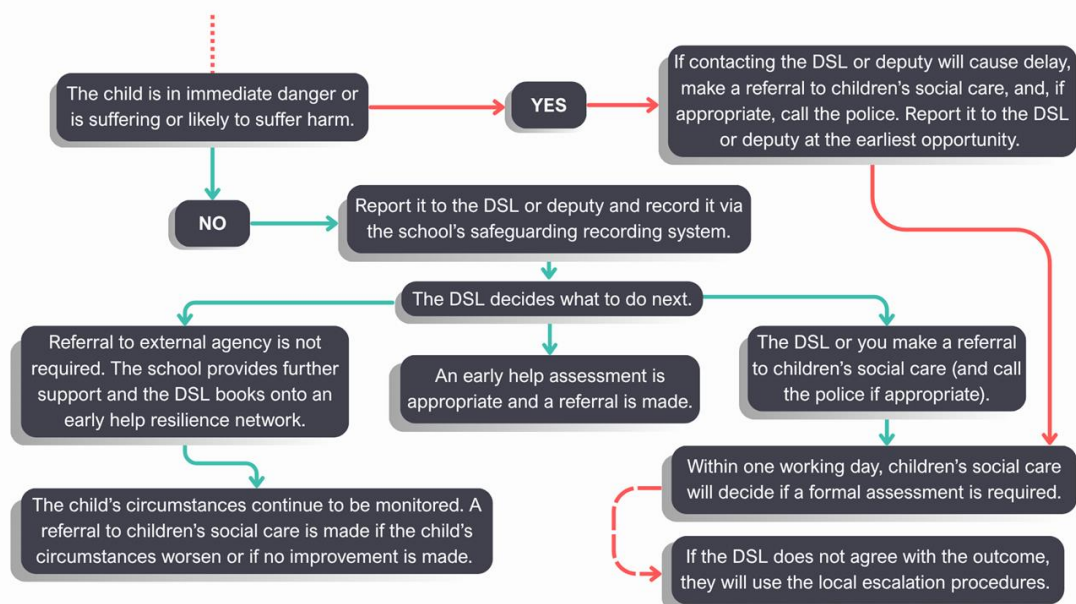 The child is in immediate danger or
is suffering or likely to suffer harm.
YES
If contacting the DSL or deputy will cause delay,
make a referral to children’s social care, and, if
appropriate, call the police. Report it to the DSL
or deputy at the earliest opportunity.
NO
Report it to the DSL or deputy and record it via
the school’s safeguarding recording system.
The DSL decides what to do next.
Referral to external agency is not
required. The school provides further
support and the DSL books onto an
early help resilience network.
An early help assessment is
appropriate and a referral is made.
The DSL or you make a referral
to children’s social care (and call
the police if appropriate).
The child’s circumstances continue to be monitored. A
referral to children’s social care is made if the child’s
circumstances worsen or if no improvement is made.
Within one working day, children’s social care
will decide if a formal assessment is required.
If the DSL does not agree with the outcome,
they will use the local escalation procedures.